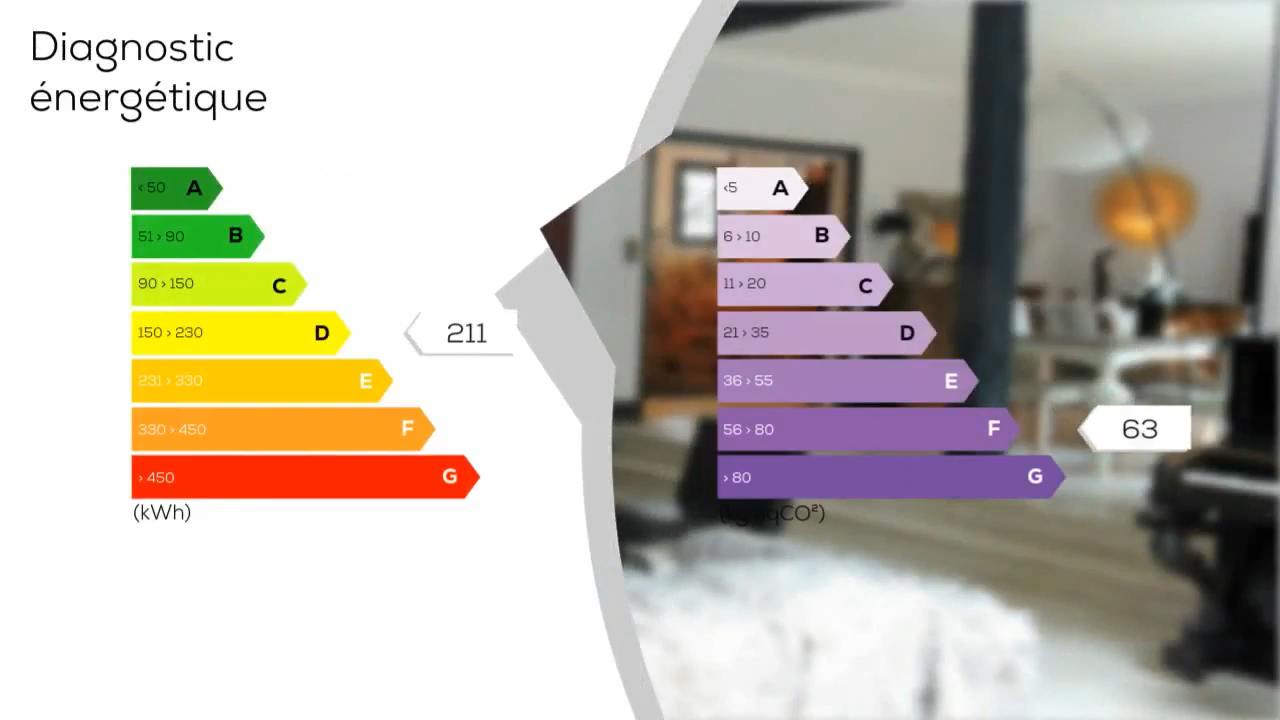 Diagnostic
énergétique
< 50 A
51 > 90 B
90 > 150 C
150 > 230 D
211
231 > 330 E
330 > 450 F
> 450 G
(kWh)
<5 A
6 > 10 B
11 > 20 C
21 > 35 D
36 > 55 E
56 > 80 F
63
> 80 G